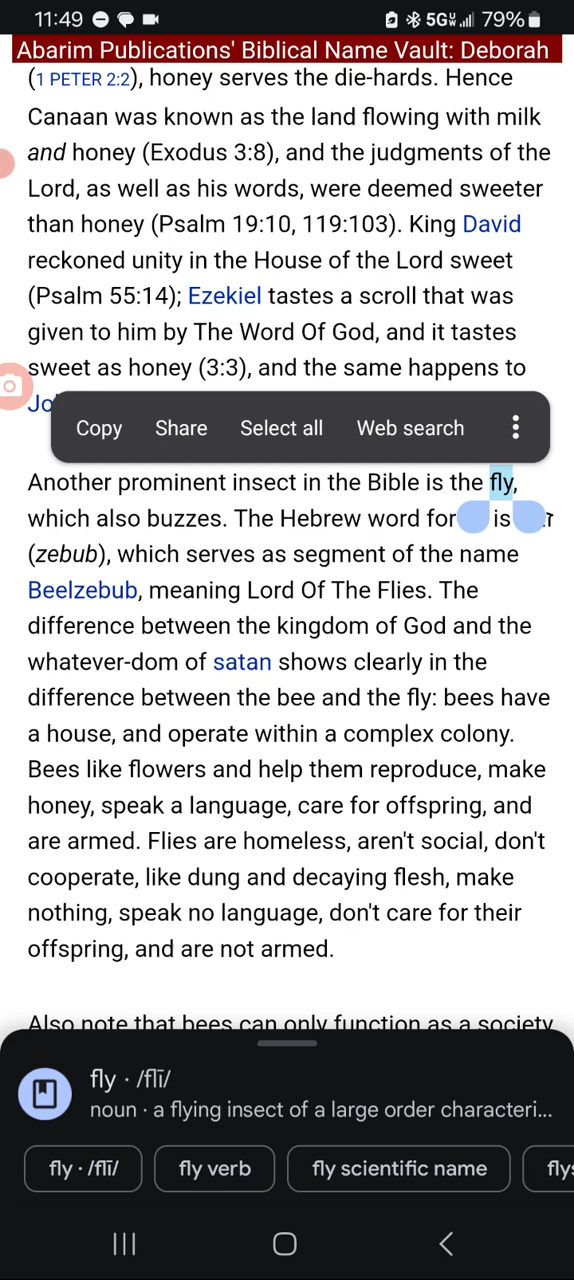 11:49
5G 79%
Abarim Publications' Biblical Name Vault: Deborah
(1 PETER 2:2), honey serves the die-hards. Hence
Canaan was known as the land flowing with milk
and honey (Exodus 3:8), and the judgments of the
Lord, as well as his words, were deemed sweeter
than honey (Psalm 19:10, 119:103). King David
reckoned unity in the House of the Lord sweet
(Psalm 55:14); Ezekiel tastes a scroll that was
given to him by The Word Of God, and it tastes
sweet as honey (3:3), and the same happens to
Copy Share Select all Web search
Another prominent insect in the Bible is the fly,
which also buzzes. The Hebrew word for is
(zebub), which serves as segment of the name
Beelzebub, meaning Lord Of The Flies. The
difference between the kingdom of God and the
whatever-dom of satan shows clearly in the
difference between the bee and the fly: bees have
a house, and operate within a complex colony.
Bees like flowers and help them reproduce, make
honey, speak a language, care for offspring, and
are armed. Flies are homeless, aren't social, don't
cooperate, like dung and decaying flesh, make
nothing, speak no language, don't care for their
offspring, and are not armed.
Also note that bees can only function as a society
fly · /flī/
noun · a flying insect of a large order characteri...
fly · /flī/ fly verb fly scientific name flys